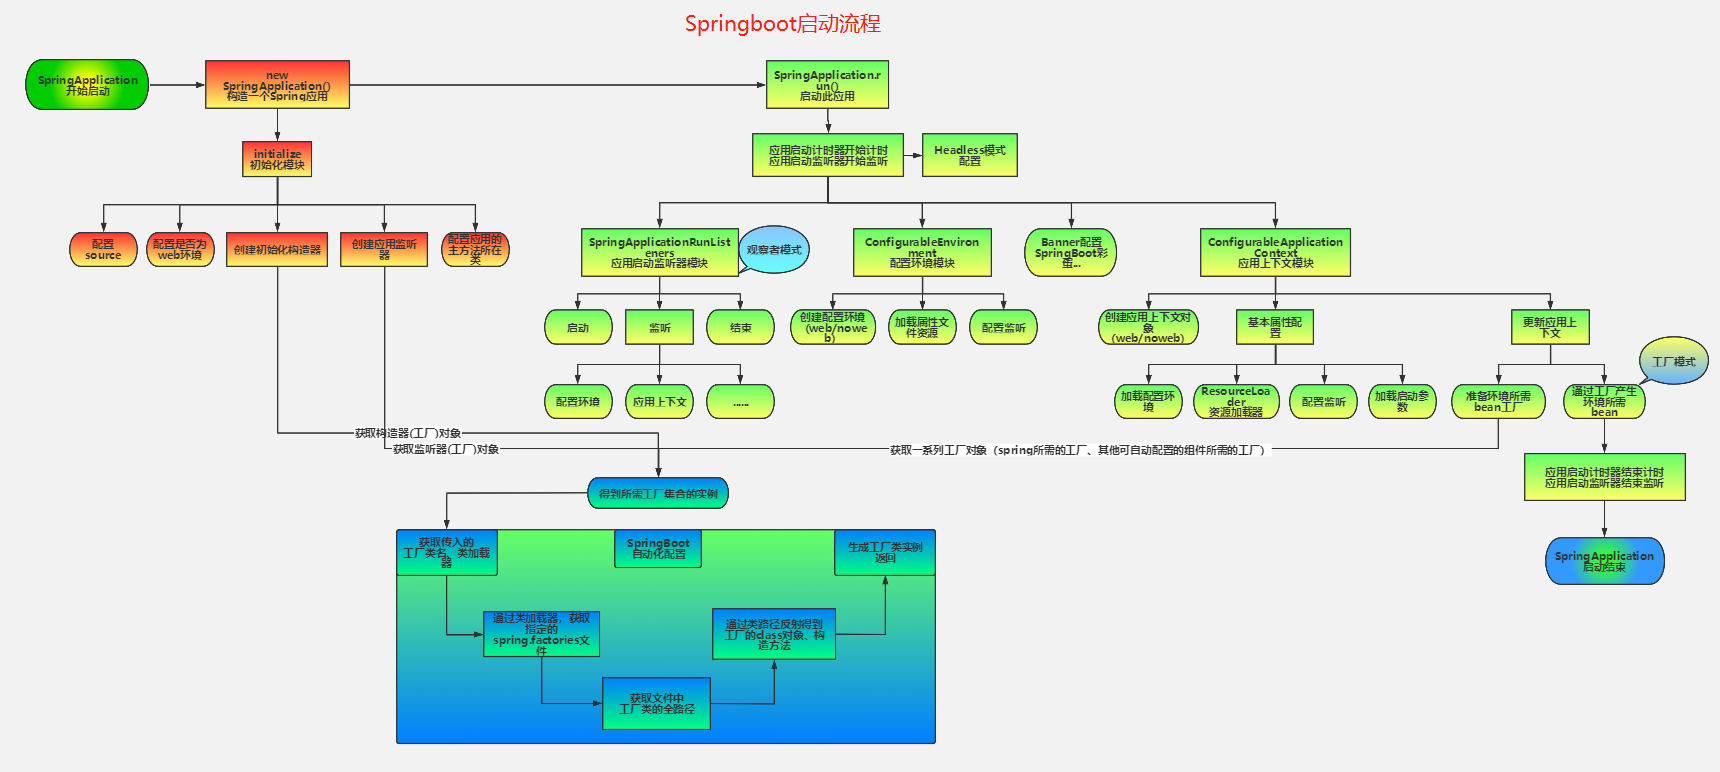 Springboot启动流程
SpringApplication
开始启动
new
SpringApplication()
构造一个Spring应用
SpringApplication.r
un()
启动此应用
initialize
初始化模块
应用启动计时器开始计时
应用启动监听器开始监听
Headless模式
配置
配置
source
配置是否为
web环境
创建初始化构造器
创建应用监听
器
配置应用的
主方法所在
类
SpringApplicationRunList
eners
应用启动监听器模块
观察者模式
ConfigurableEnviron
ment
配置环境模块
Banner配置
SpringBoot彩
蛋...
ConfigurableApplication
Context
应用上下文模块
启动
监听
结束
创建配置环境
（web/nowe
b）
加载属性文
件资源
配置监听
创建应用上下文对
象
（web/noweb）
基本属性配
置
更新应用上
下文
工厂模式
配置环境
应用上下文
......
加载配置环
境
ResourceLoa
der
资源加载器
配置监听
加载启动参
数
准备环境所需
bean工厂
通过工厂产生
环境所需
bean
获取构造器(工厂)对象
获取监听器(工厂)对象
获取一系列工厂对象（spring所需的工厂、其他可自动配置的组件所需的工厂）
应用启动计时器结束计时
应用启动监听器结束监听
得到所需工厂集合的实例
获取传入的
工厂类名、类加载
器
SpringBoot
自动化配置
生成工厂类实例
返回
SpringApplication
启动结束
通过类加载器，获取
指定的
spring.factories文
件
通过类路径反射得到
工厂的class对象、构
造方法
获取文件中
工厂类的全路径